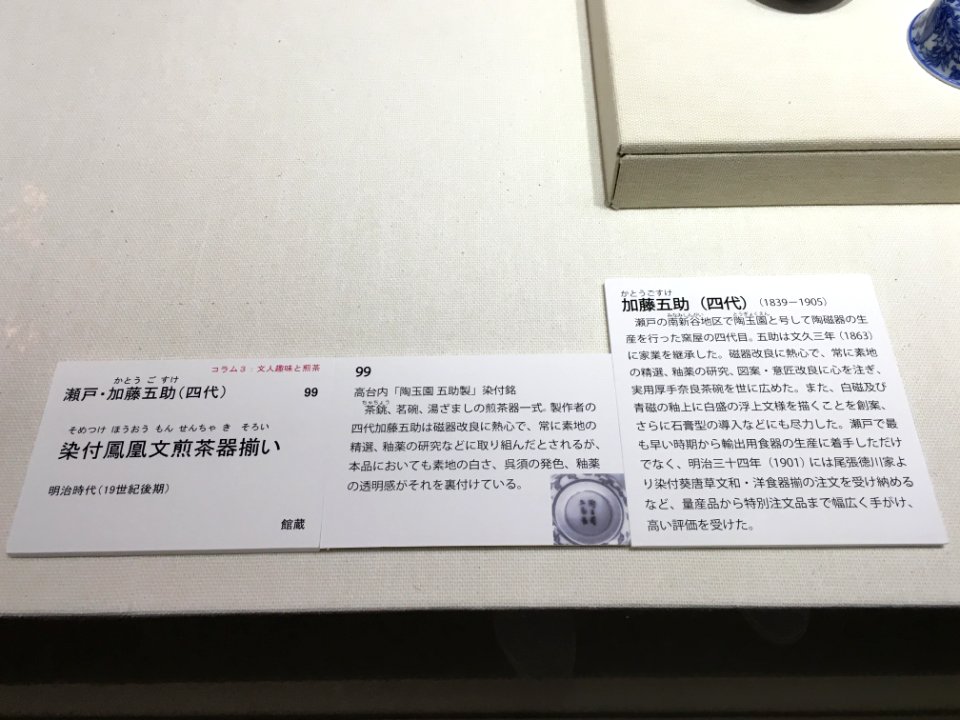 コラム3：文人趣味と煎茶
かとう ご すけ
瀬戸・加藤五助（四代）
99
そめつけ ほうおう もん せんちゃ き そろい
染付鳳凰文煎茶器揃い
明治時代（19世紀後期）
館蔵
99
高台内「陶玉園 五助製」染付銘
ちゃちょう
茶銚、茗碗、湯ざましの煎茶器一式。製作者の
四代加藤五助は磁器改良に熱心で、常に素地の
精選、釉薬の研究などに取り組んだとされるが、
本品においても素地の白さ、呉須の発色、釉薬
の透明感がそれを裏付けている。
かとうごすけ
加藤五助（四代）（1839－1905）
みなみしんがい とうぎょくえん
瀬戸の南新谷地区で陶玉園と号して陶磁器の生
産を行った窯屋の四代目。五助は文久三年（1863）
に家業を継承した。磁器改良に熱心で、常に素地
の精選、釉薬の研究、図案・意匠改良に心を注ぎ、
実用厚手奈良茶碗を世に広めた。また、白磁及び
青磁の釉上に白盛の浮上文様を描くことを創案、
さらに石膏型の導入などにも尽力した。瀬戸で最
も早い時期から輸出用食器の生産に着手しただけ
でなく、明治三十四年（1901）には尾張徳川家よ
り染付葵唐草文和・洋食器揃の注文を受け納める
など、量産品から特別注文品まで幅広く手がけ、
高い評価を受けた。